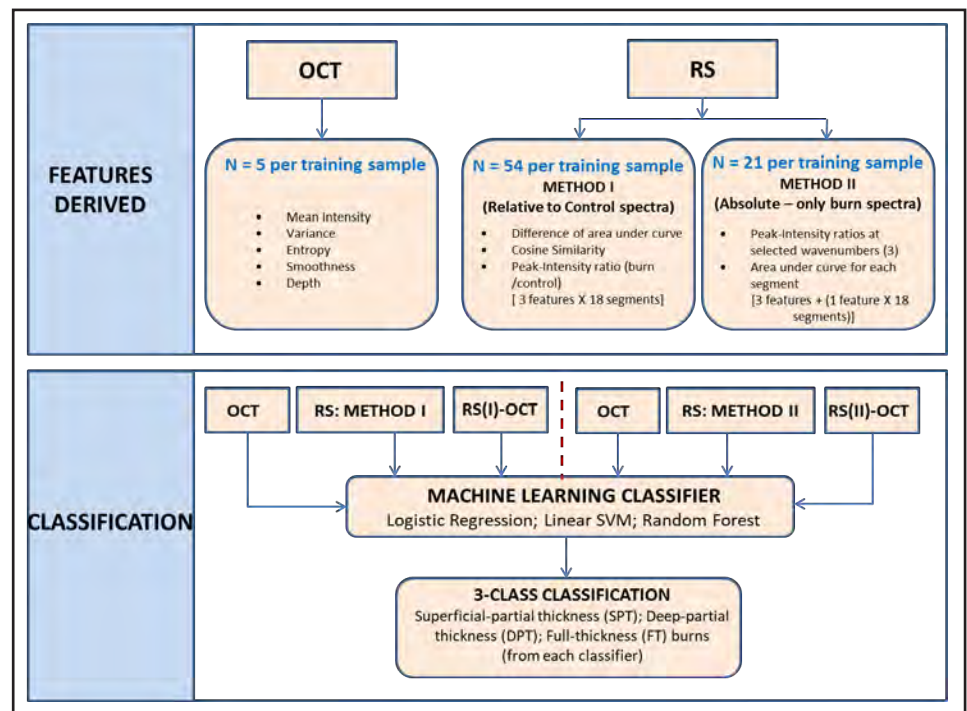 FEATURES
DERIVED
OCT
N = 5 per training sample
• Mean Intensity
• Variance
• Entropy
• Smoothness
• Depth
RS
N = 54 per training sample
METHOD I
(Relative to Control spectra)
• Difference of area under curve
• Cosine Similarity
• Peak-Intensity ratio (burn
/control)
[ 3 features X 18 segments]
N = 21 per training sample
METHOD II
(Absolute – only burn spectra)
• Peak-Intensity ratios at
selected wavenumbers (3)
• Area under curve for each
segment
[3 features + (1 feature X 18
segments)]
CLASSIFICATION
OCT
RS: METHOD I
RS(I)-OCT
OCT
RS: METHOD II
RS(II)-OCT
MACHINE LEARNING CLASSIFIER
Logistic Regression; Linear SVM; Random Forest
3-CLASS CLASSIFICATION
Superficial-partial thickness (SPT); Deep-partial
thickness (DPT); Full-thickness (FT) burns
(from each classifier)